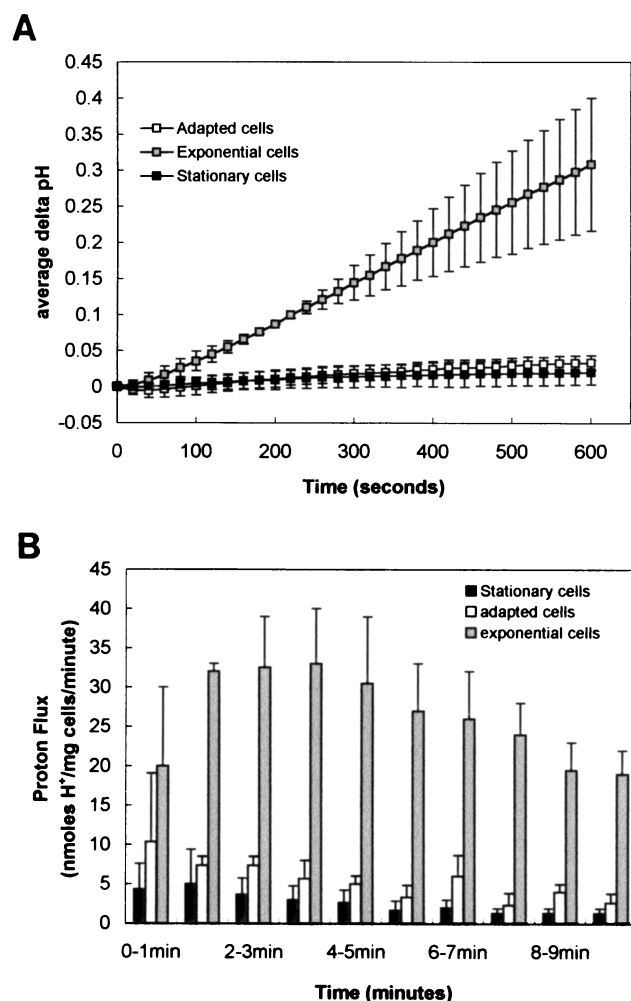 A
0.45
0.4
0.35
0.3
0.25
0.2
0.15
0.1
0.05
0
-0.05
average delta pH
Adapted cells
Exponential cells
Stationary cells
0 100 200 300 400 500 600
Time (seconds)
B
45
40
35
30
25
20
15
10
5
0
Proton Flux
(nmoles H⁺/mg cells/minute)
Stationary cells
adapted cells
exponential cells
0-1min 2-3min 4-5min 6-7min 8-9min
Time (minutes)